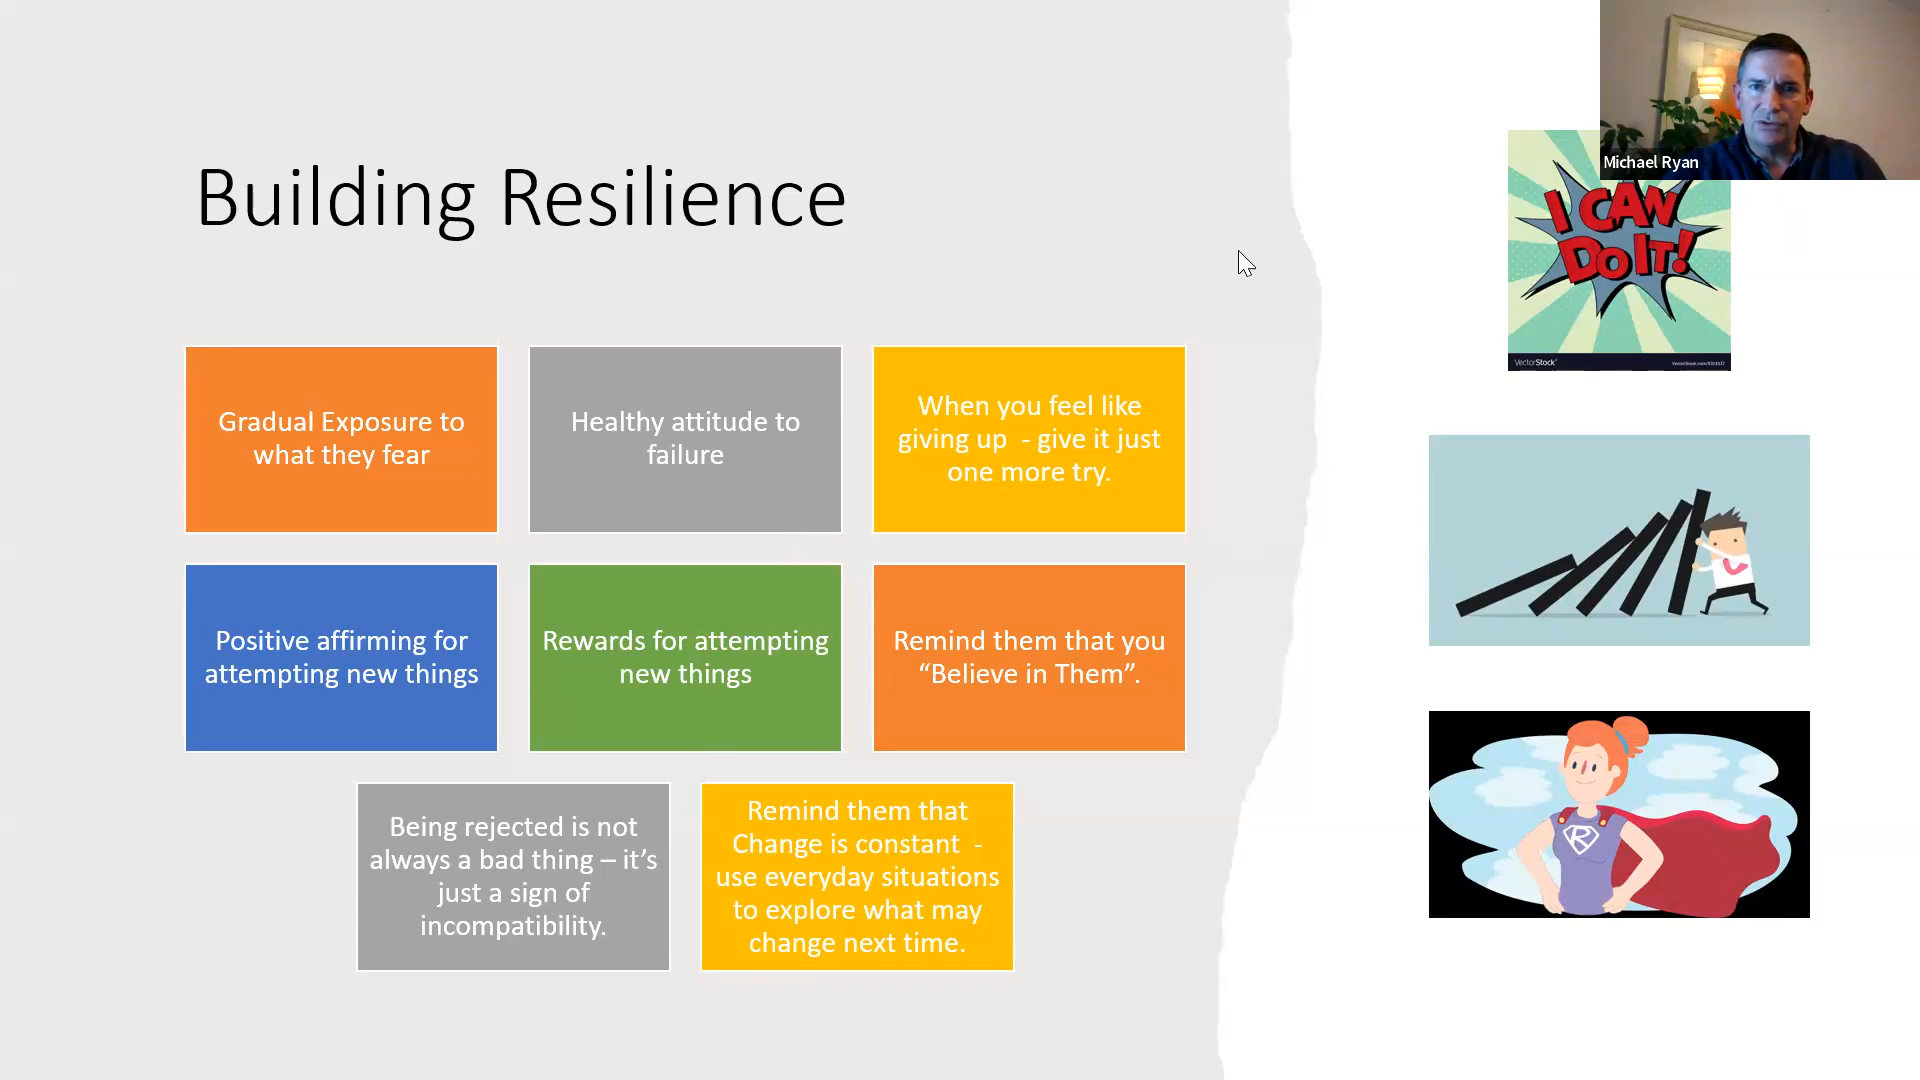 Michael Ryan
Building Resilience
I CAN
DO IT!
VectorStock
Gradual Exposure to
what they fear
Healthy attitude to
failure
When you feel like
giving up - give it just
one more try.
Positive affirming for
attempting new things
Rewards for attempting
new things
Remind them that you
“Believe in Them”.
R
Being rejected is not
always a bad thing – it’s
just a sign of
incompatibility.
Remind them that
Change is constant -
use everyday situations
to explore what may
change next time.